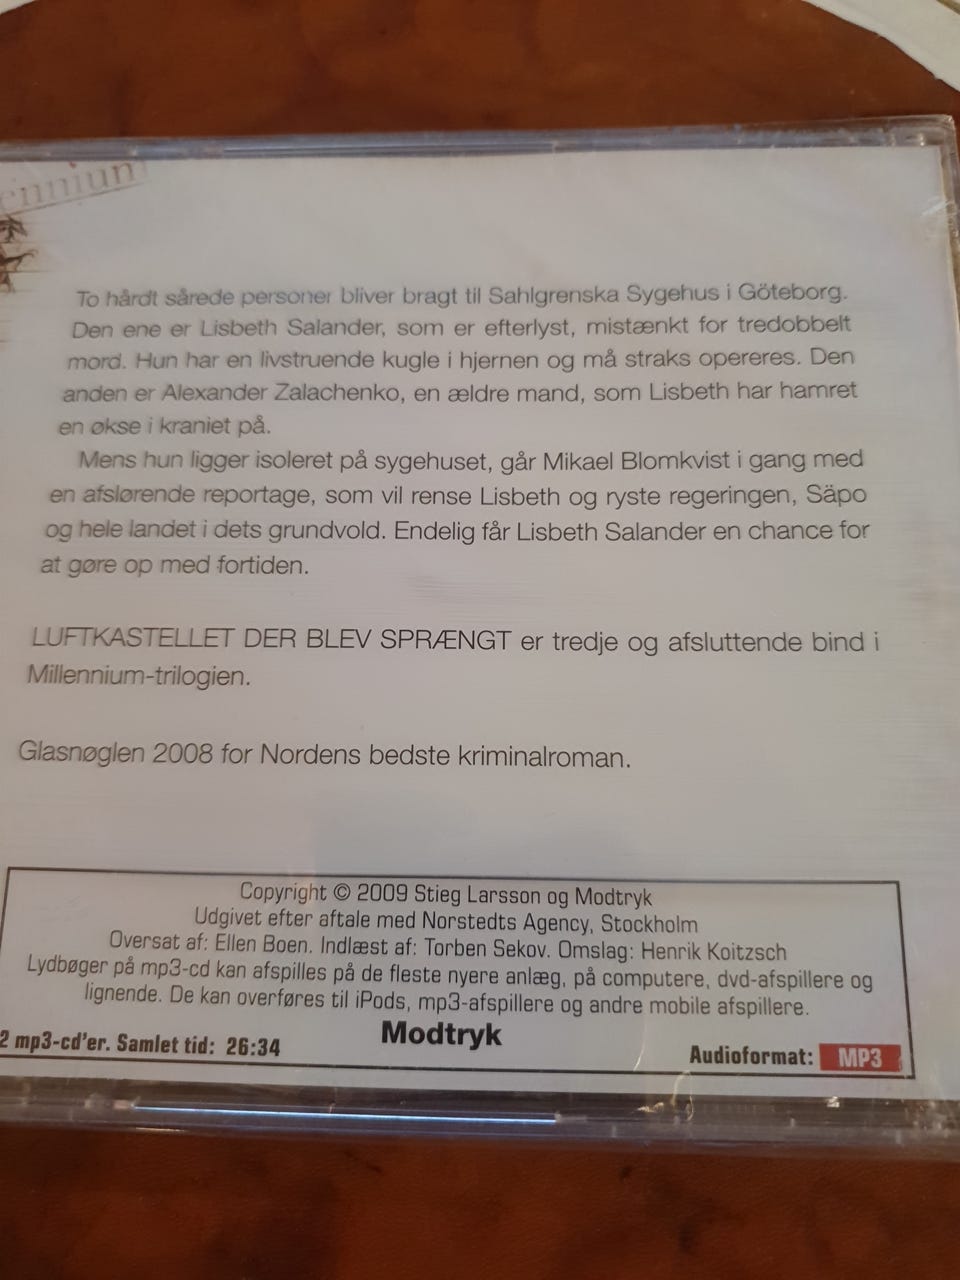 ennium
To hårdt sårede personer bliver bragt til Sahlgrenska Sygehus i Göteborg.
Den ene er Lisbeth Salander, som er efterlyst, mistænkt for tredobbelt
mord. Hun har en livstruende kugle i hjernen og må straks opereres. Den
anden er Alexander Zalachenko, en ældre mand, som Lisbeth har hamret
en økse i kraniet på.
Mens hun ligger isoleret på sygehuset, går Mikael Blomkvist i gang med
en afslørende reportage, som vil rense Lisbeth og ryste regeringen, Säpo
og hele landet i dets grundvold. Endelig får Lisbeth Salander en chance for
at gøre op med fortiden.
LUFTKASTELLET DER BLEV SPRÆNGT er tredje og afsluttende bind i
Millennium-trilogien.
Glasnøglen 2008 for Nordens bedste kriminalroman.
Copyright © 2009 Stieg Larsson og Modtryk
Udgivet efter aftale med Norstedts Agency, Stockholm
Oversat af: Ellen Boen. Indlæst af: Torben Sekov. Omslag: Henrik Koitzsch
Lydbøger på mp3-cd kan afspilles på de fleste nyere anlæg, på computere, dvd-afspillere og
lignende. De kan overføres til iPods, mp3-afspillere og andre mobile afspillere.
2 mp3-cd'er. Samlet tid: 26:34
Modtryk
Audioformat: MP3